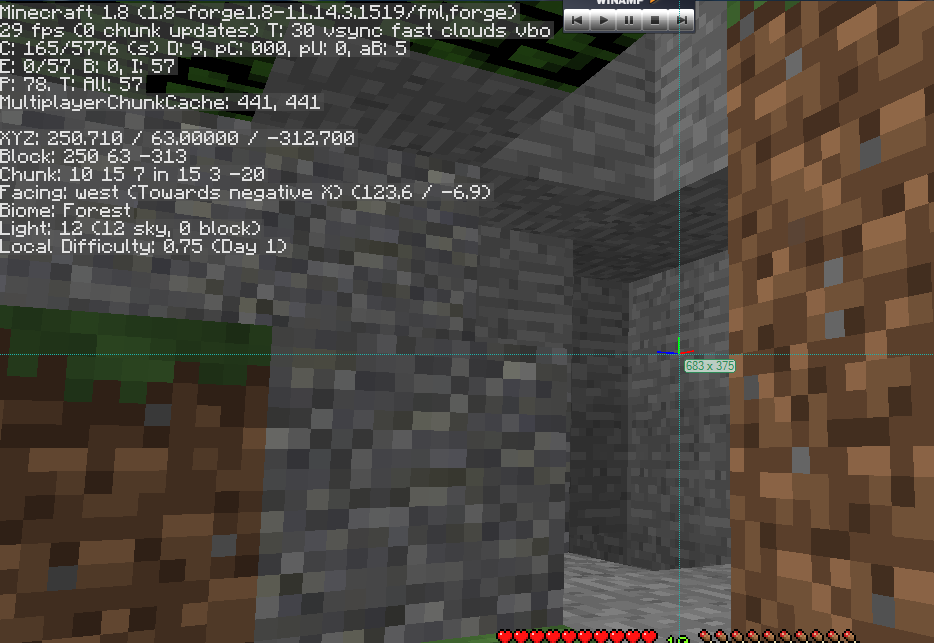 Minecraft 1.8 (1.8-forge1.8-11.14.3.1519/fml,forge)
29 fps (0 chunk updates) T: 30 vsync fast clouds vbo
C: 165/5776 (s) D: 9, pC: 000, pU: 0, aB: 5
E: 0/57, B: 0, I: 57
P: 78. T: All: 57
MultiplayerChunkCache: 441, 441
XYZ: 250.710 / 63.00000 / -312.700
Block: 250 63 -313
Chunk: 10 15 7 in 15 3 -20
Facing: west (Towards negative X) (123.6 / -6.9)
Biome: Forest
Light: 12 (12 sky, 0 block)
Local Difficulty: 0.75 (Day 1)
WINAMP
683 x 375